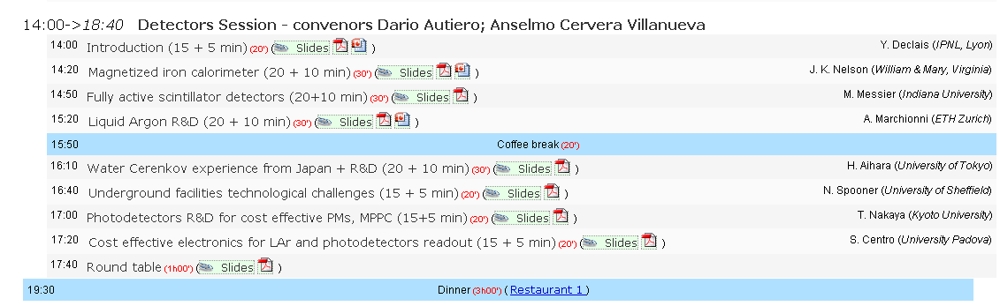 14:00->18:40 Detectors Session - convenors Dario Autiero; Anselmo Cervera Villanueva
14:00 Introduction (15 + 5 min) (20') ( Slides ) Y. Declais (IPNL, Lyon)
14:20 Magnetized iron calorimeter (20 + 10 min) (30') ( Slides ) J. K. Nelson (William & Mary, Virginia)
14:50 Fully active scintillator detectors (20+10 min) (30') ( Slides ) M. Messier (Indiana University)
15:20 Liquid Argon R&D (20 + 10 min) (30') ( Slides ) A. Marchionni (ETH Zurich)
15:50 Coffee break (20')
16:10 Water Cerenkov experience from Japan + R&D (20 + 10 min) (30') ( Slides ) H. Aihara (University of Tokyo)
16:40 Underground facilities technological challenges (15 + 5 min) (20') ( Slides ) N. Spooner (University of Sheffield)
17:00 Photodetectors R&D for cost effective PMs, MPPC (15+5 min) (20') ( Slides ) T. Nakaya (Kyoto University)
17:20 Cost effective electronics for LAr and photodetectors readout (15 + 5 min) (20') ( Slides ) S. Centro (University Padova)
17:40 Round table (1h00') ( Slides )
19:30 Dinner (3h00') ( Restaurant 1 )